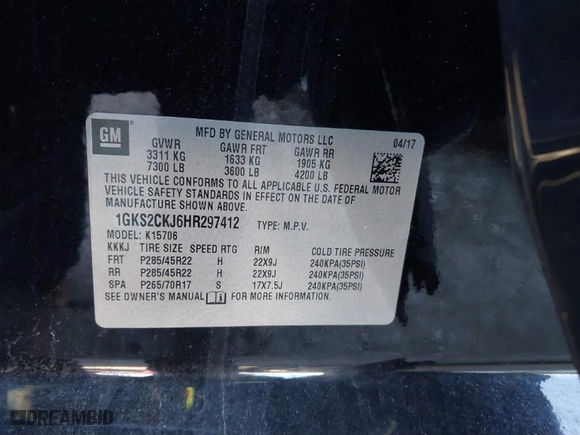 GM
MFD BY GENERAL MOTORS LLC 04/17
GVWR GAWR FRT GAWR RR
3311 KG 1633 KG 1905 KG
7300 LB 3600 LB 4200 LB
THIS VEHICLE CONFORMS TO ALL APPLICABLE U.S. FEDERAL MOTOR
VEHICLE SAFETY STANDARDS IN EFFECT ON THE DATE OF
MANUFACTURE SHOWN ABOVE.
1GKS2CKJ6HR297412 TYPE: M.P.V.
MODEL: K15706
KKKJ TIRE SIZE SPEED RTG RIM COLD TIRE PRESSURE
FRT P285/45R22 H 22X9J 240KPA(35PSI)
RR P285/45R22 H 22X9J 240KPA(35PSI)
SPA P265/70R17 S 17X7.5J 240KPA(35PSI)
SEE OWNER'S MANUAL FOR MORE INFORMATION
DREAMBID